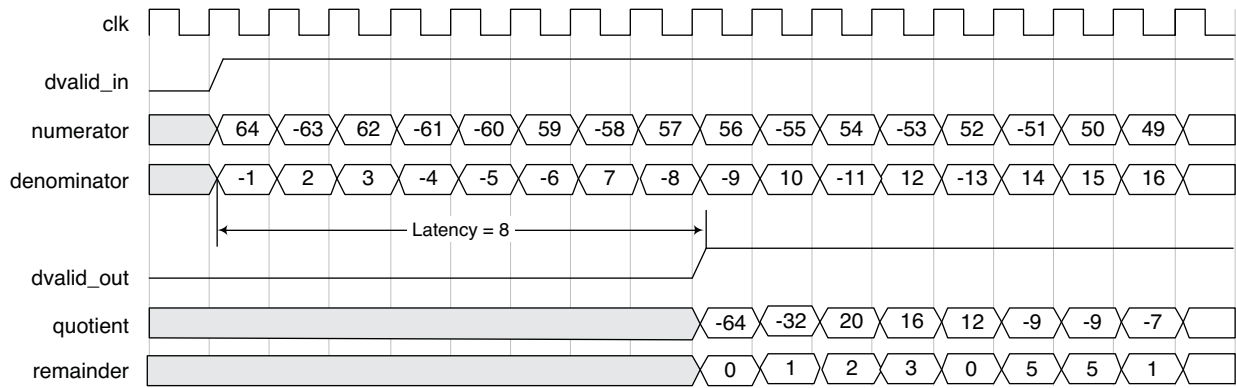 clk
dvalid_in
numerator 64 -63 62 -61 -60 59 -58 57 56 -55 54 -53 52 -51 50 49
denominator -1 2 3 -4 -5 -6 7 -8 -9 10 -11 12 -13 14 15 16
Latency = 8
dvalid_out
quotient -64 -32 20 16 12 -9 -9 -7
remainder 0 1 2 3 0 5 5 1